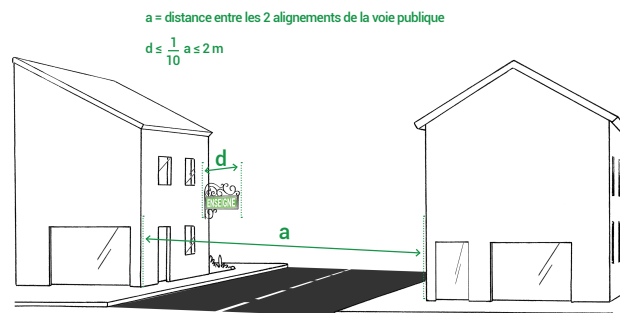 a = distance entre les 2 alignements de la voie publique
d ≤ 1/10 a ≤ 2 m
d
ENSEIGNE
a